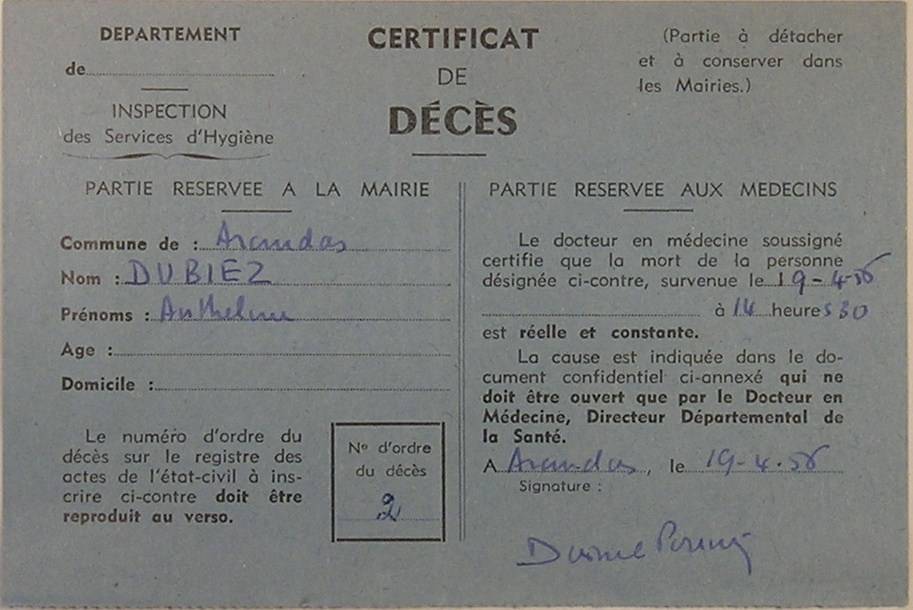 DEPARTEMENT
de
INSPECTION
des Services d'Hygiène
CERTIFICAT
DE
DÉCÈS
(Partie à détacher
et à conserver dans
les Mairies.)
PARTIE RESERVEE A LA MAIRIE
Commune de : Arandas
Nom : DUBIEZ
Prénoms : Anthelme
Age :
Domicile :
Le numéro d'ordre du
décès sur le registre des
actes de l'état-civil à ins-
crire ci-contre doit être
reproduit au verso.
N° d'ordre
du décès
2
PARTIE RESERVEE AUX MEDECINS
Le docteur en médecine soussigné
certifie que la mort de la personne
désignée ci-contre, survenue le 19-4-56
à 14 heures 30
est réelle et constante.
La cause est indiquée dans le do-
cument confidentiel ci-annexé qui ne
doit être ouvert que par le Docteur en
Médecine, Directeur Départemental de
la Santé.
A Arandas, le 19-4-56
Signature :